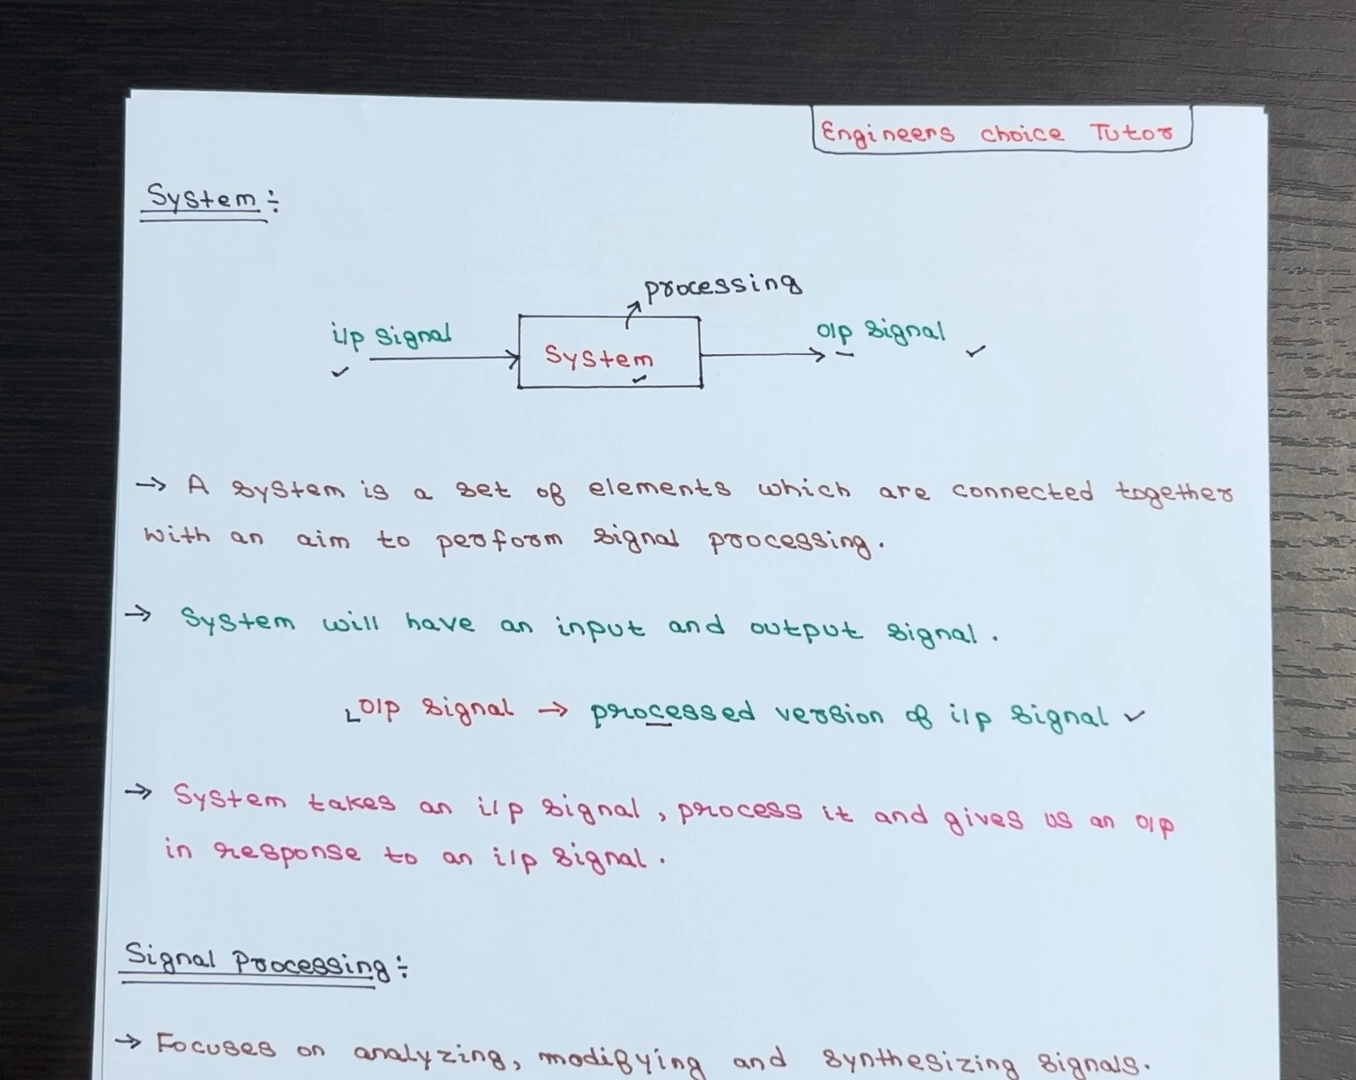 Engineers choice Tutor
System ÷
processing
i/p signal
System
o/p signal
→ A system is a set of elements which are connected together
with an aim to perform signal processing.
→ System will have an input and output signal.
o/p signal → processed version of i/p signal
→ System takes an i/p signal, process it and gives us an o/p
in response to an i/p signal.
Signal Processing ÷
→ Focuses on analyzing, modifying and synthesizing signals.